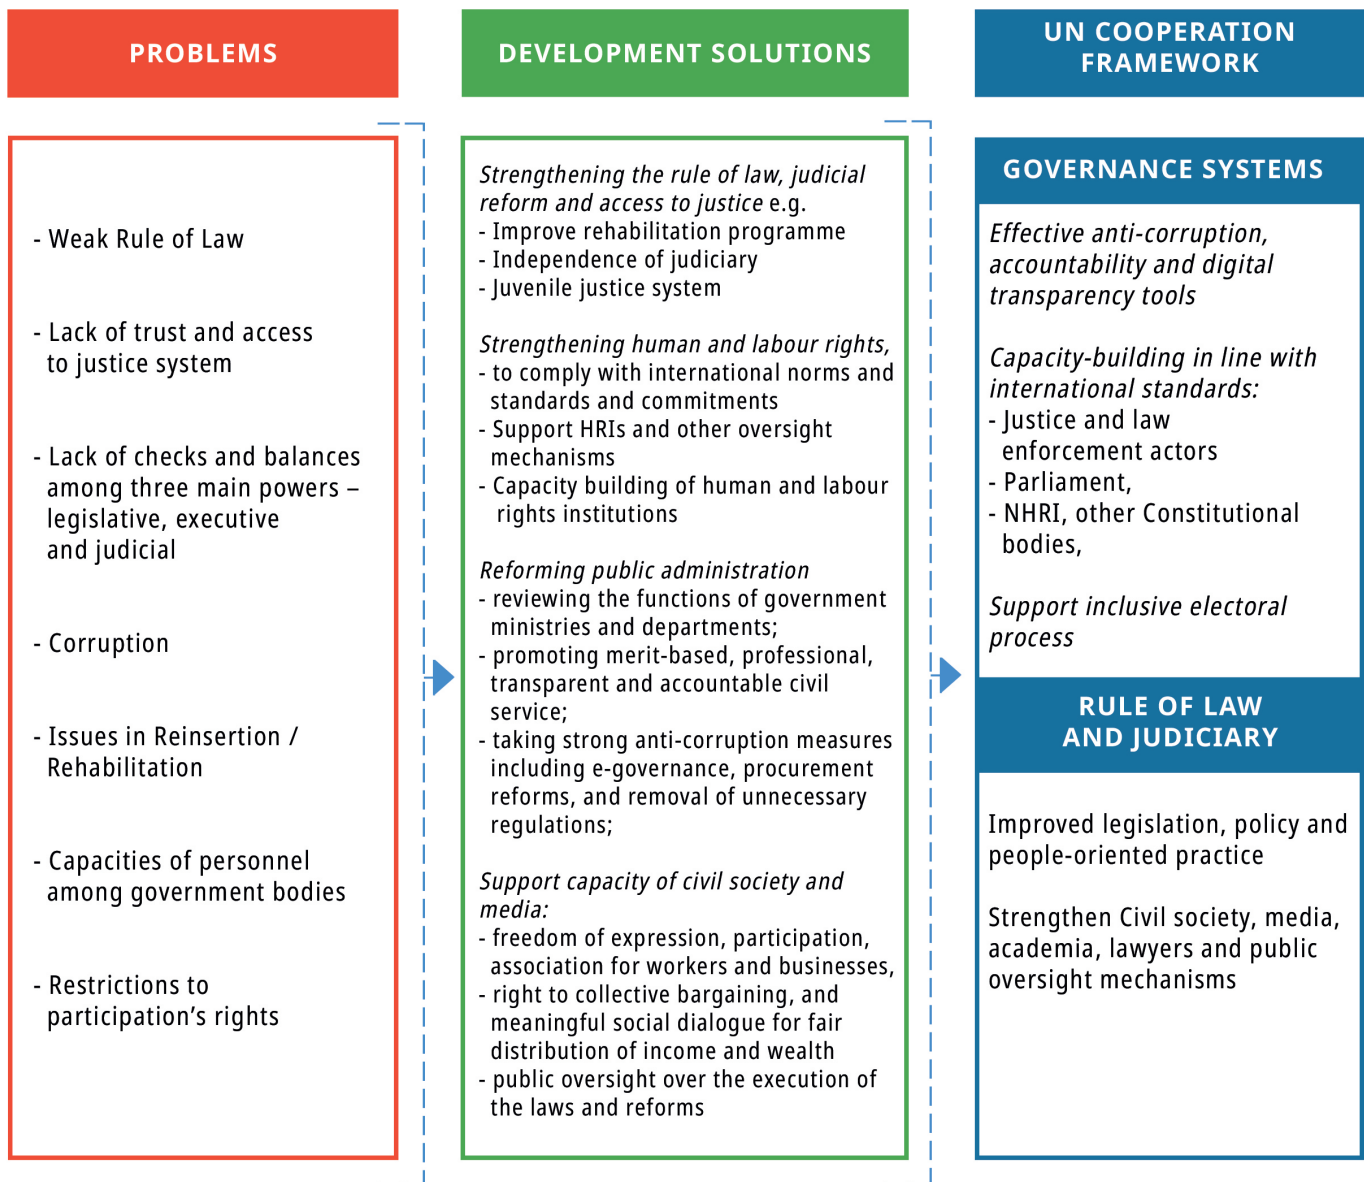 PROBLEMS
- Weak Rule of Law
- Lack of trust and access
to justice system
- Lack of checks and balances
among three main powers –
legislative, executive
and judicial
- Corruption
- Issues in Reinsertion /
Rehabilitation
- Capacities of personnel
among government bodies
- Restrictions to
participation’s rights
DEVELOPMENT SOLUTIONS
Strengthening the rule of law, judicial
reform and access to justice e.g.
- Improve rehabilitation programme
- Independence of judiciary
- Juvenile justice system
Strengthening human and labour rights,
- to comply with international norms and
standards and commitments
- Support HRIs and other oversight
mechanisms
- Capacity building of human and labour
rights institutions
Reforming public administration
- reviewing the functions of government
ministries and departments;
- promoting merit-based, professional,
transparent and accountable civil
service;
- taking strong anti-corruption measures
including e-governance, procurement
reforms, and removal of unnecessary
regulations;
Support capacity of civil society and
media:
- freedom of expression, participation,
association for workers and businesses,
- right to collective bargaining, and
meaningful social dialogue for fair
distribution of income and wealth
- public oversight over the execution of
the laws and reforms
UN COOPERATION
FRAMEWORK
GOVERNANCE SYSTEMS
Effective anti-corruption,
accountability and digital
transparency tools
Capacity-building in line with
international standards:
- Justice and law
enforcement actors
- Parliament,
- NHRI, other Constitutional
bodies,
Support inclusive electoral
process
RULE OF LAW
AND JUDICIARY
Improved legislation, policy and
people-oriented practice
Strengthen Civil society, media,
academia, lawyers and public
oversight mechanisms